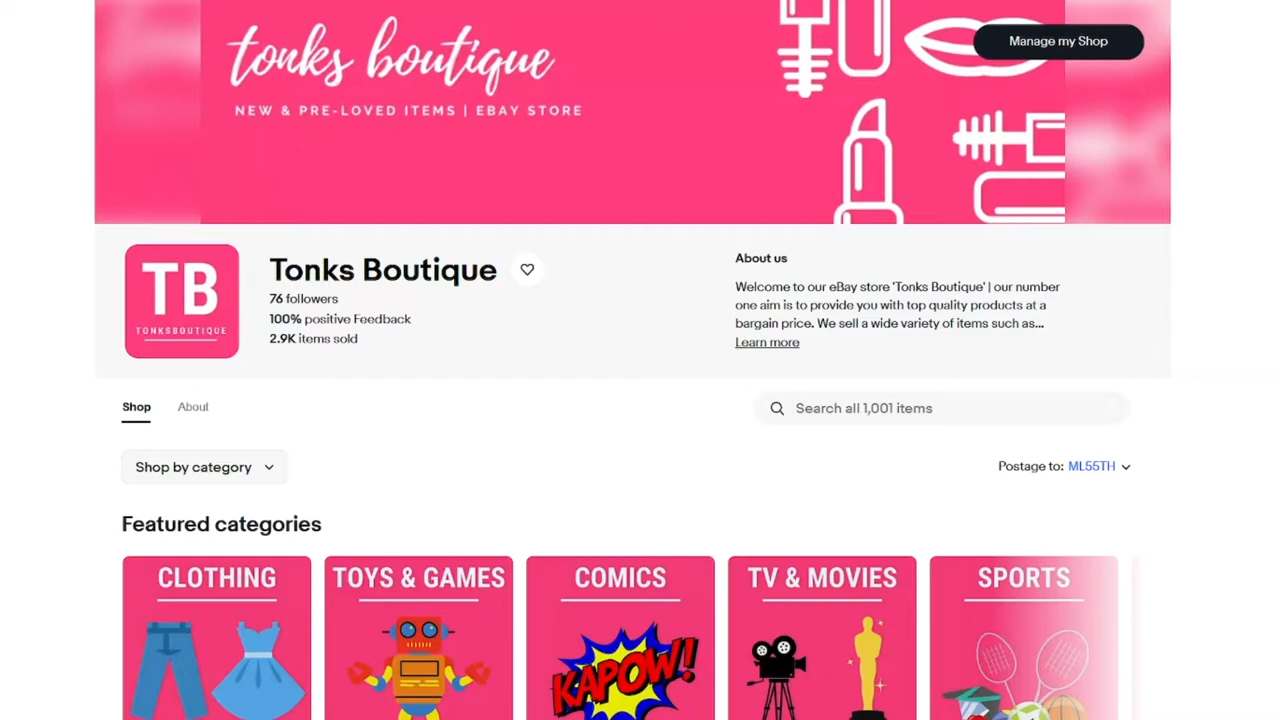 tonks boutique
NEW & PRE-LOVED ITEMS | EBAY STORE
Manage my Shop
TB
TONKSBOUTIQUE
Tonks Boutique
76 followers
100% positive Feedback
2.9K items sold
About us
Welcome to our eBay store 'Tonks Boutique' | our number
one aim is to provide you with top quality products at a
bargain price. We sell a wide variety of items such as...
Learn more
Shop
About
Search all 1,001 items
Shop by category
Postage to: ML55TH
Featured categories
CLOTHING
TOYS & GAMES
COMICS
TV & MOVIES
SPORTS
KAPOW!